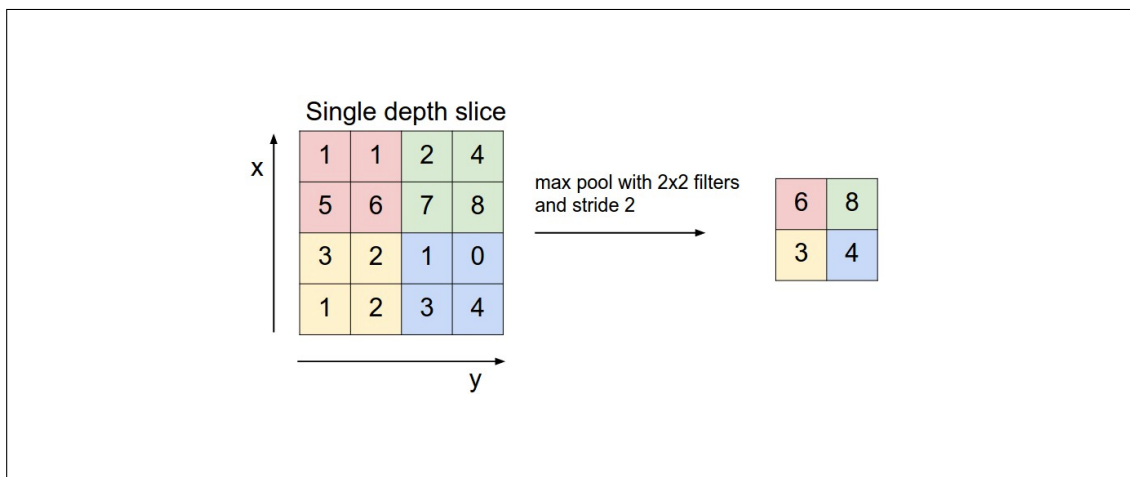 Single depth slice
x
1 1 2 4
5 6 7 8
3 2 1 0
1 2 3 4
y
max pool with 2x2 filters
and stride 2
6 8
3 4